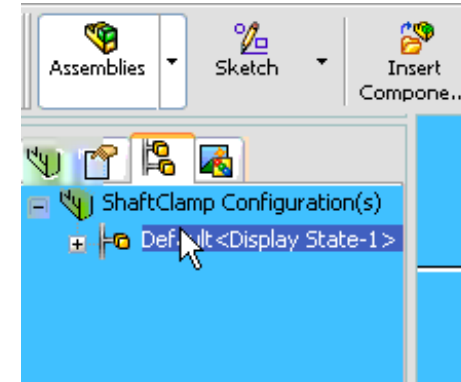 Assemblies
Sketch
Insert
Compone..
ShaftClamp Configuration(s)
Default<Display State-1>